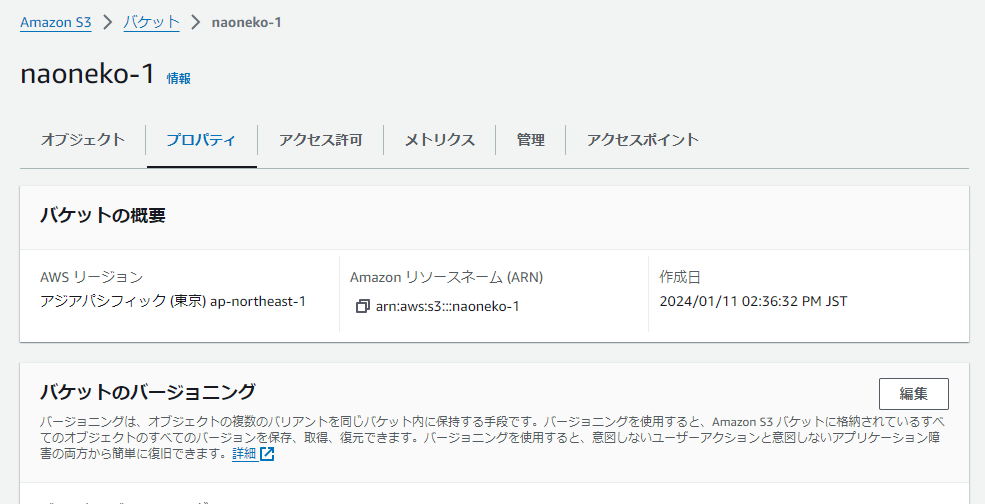 Amazon S3 > バケット > naoneko-1
naoneko-1 情報
オブジェクト プロパティ アクセス許可 メトリクス 管理 アクセスポイント
バケットの概要
AWS リージョン
アジアパシフィック (東京) ap-northeast-1
Amazon リソースネーム (ARN)
arn:aws:s3:::naoneko-1
作成日
2024/01/11 02:36:32 PM JST
バケットのバージョニング
編集
バージョニングは、オブジェクトの複数のバリアントを同じバケット内に保持する手段です。バージョニングを使用すると、Amazon S3 バケットに格納されているすべ
てのオブジェクトのすべてのバージョンを保存、取得、復元できます。バージョニングを使用すると、意図しないユーザーアクションと意図しないアプリケーション障
害の両方から簡単に復旧できます。詳細